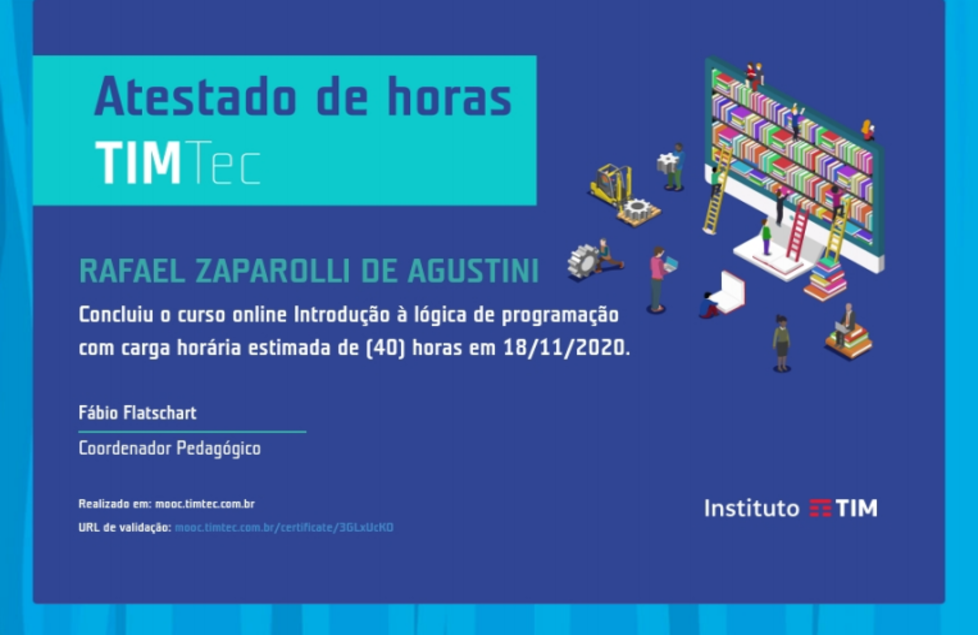 Atestado de horas
TIMTec
RAFAEL ZAPAROLLI DE AGUSTINI
Concluiu o curso online Introdução à lógica de programação
com carga horária estimada de (40) horas em 18/11/2020.
Fábio Flatschart
Coordenador Pedagógico
Realizado em: mooc.timtec.com.br
URL de validação: mooc.timtec.com.br/certificate/3GLxUcKO
Instituto TIM